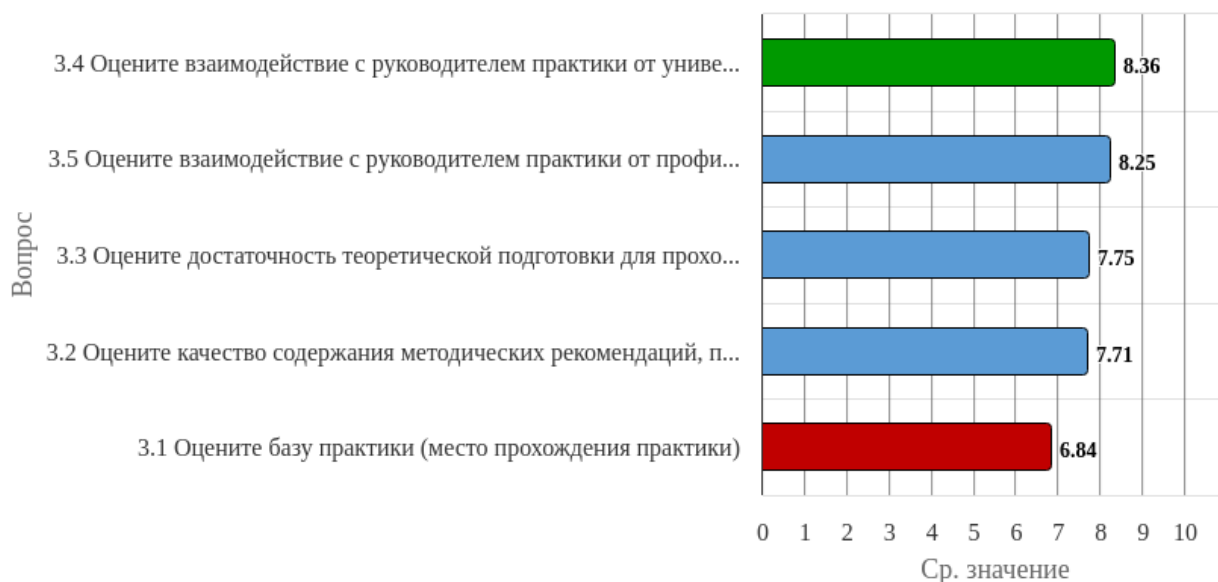 3.4 Оцените взаимодействие с руководителем практики от униве...
8.36
3.5 Оцените взаимодействие с руководителем практики от профи...
8.25
3.3 Оцените достаточность теоретической подготовки для прохо...
7.75
3.2 Оцените качество содержания методических рекомендаций, п...
7.71
3.1 Оцените базу практики (место прохождения практики)
6.84
Вопрос
0 1 2 3 4 5 6 7 8 9 10
Ср. значение